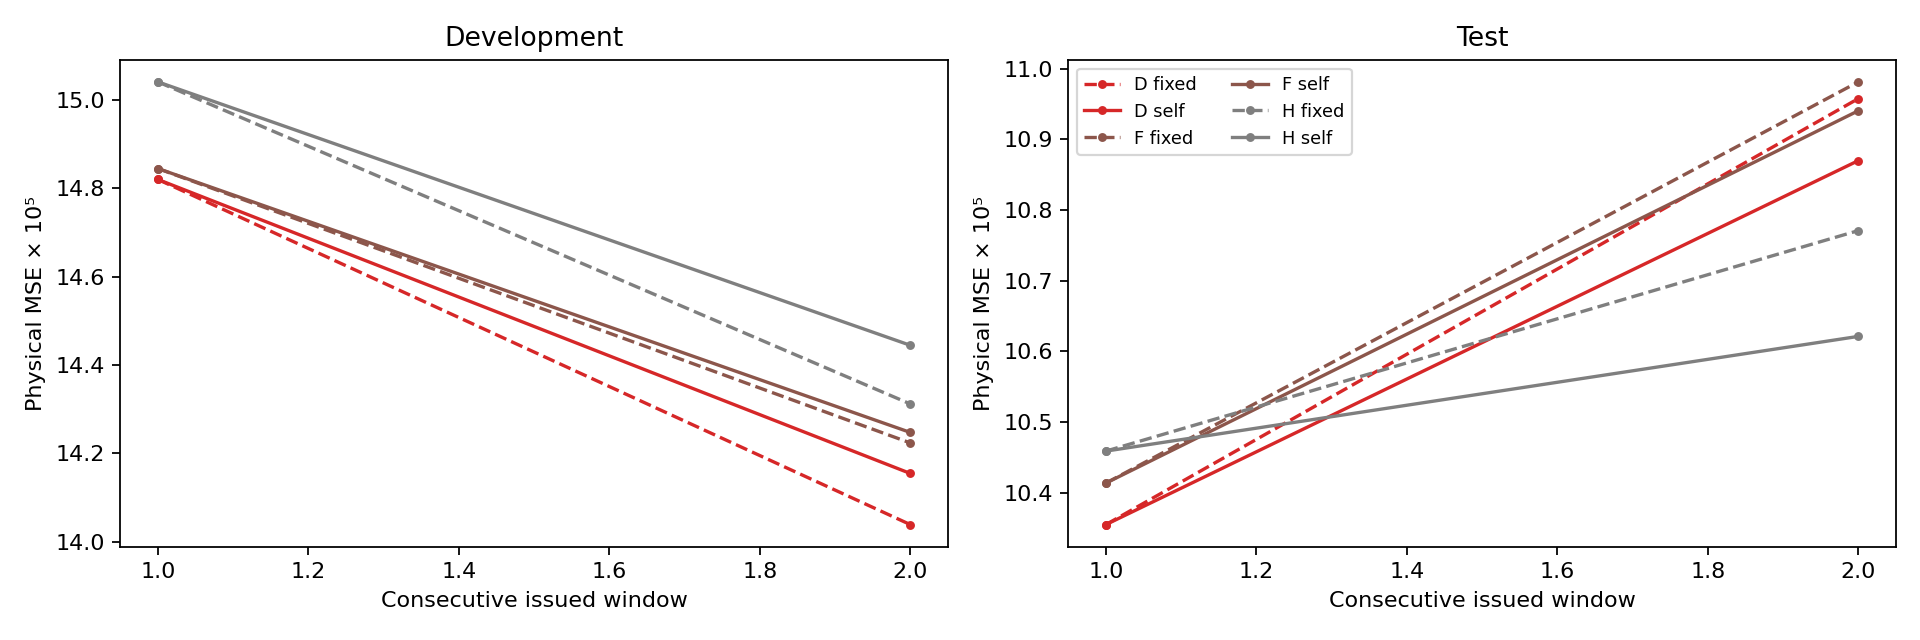 Development
Physical MSE × 10⁵
15.0
14.8
14.6
14.4
14.2
14.0
1.0 1.2 1.4 1.6 1.8 2.0
Consecutive issued window
Test
Physical MSE × 10⁵
11.0
10.9
10.8
10.7
10.6
10.5
10.4
D fixed
D self
F fixed
F self
H fixed
H self
1.0 1.2 1.4 1.6 1.8 2.0
Consecutive issued window